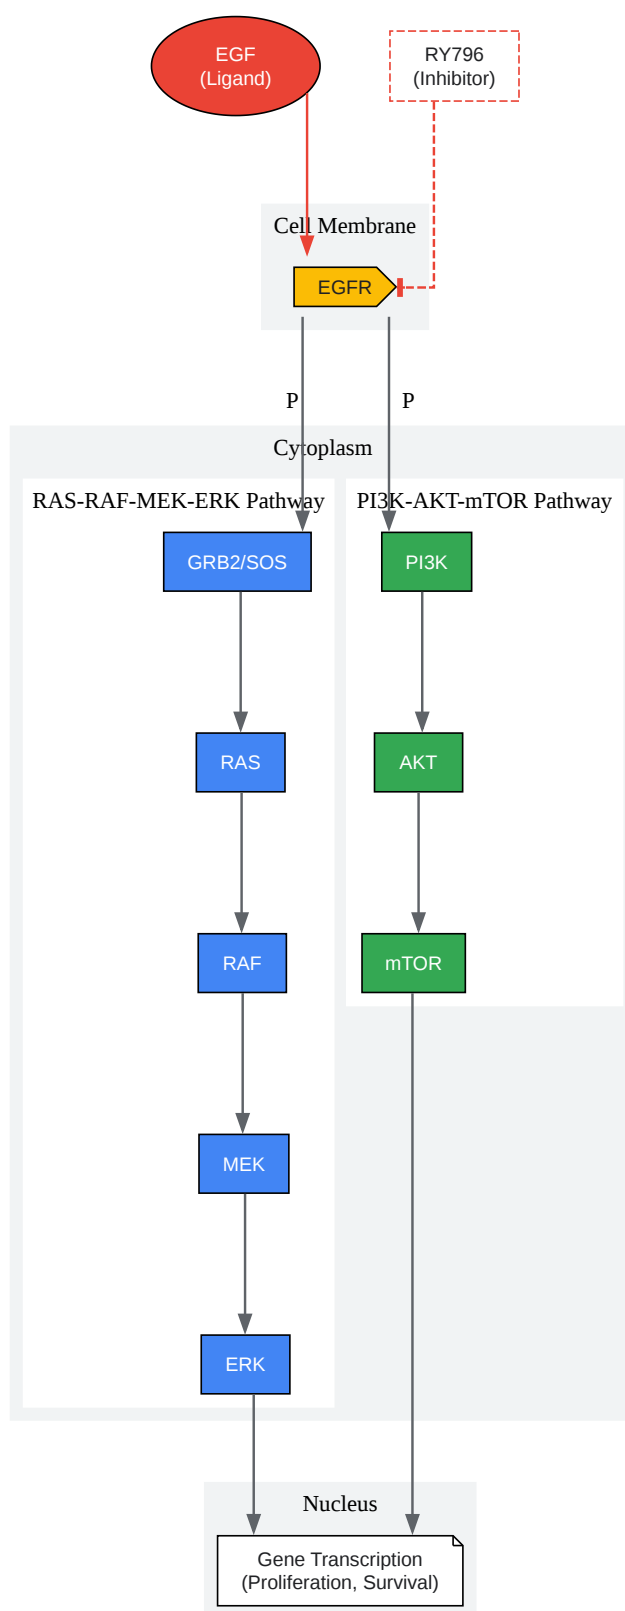 EGF
(Ligand)
RY796
(Inhibitor)
Cell Membrane
EGFR
P
P
Cytoplasm
RAS-RAF-MEK-ERK Pathway
PI3K-AKT-mTOR Pathway
GRB2/SOS
PI3K
RAS
AKT
RAF
mTOR
MEK
ERK
Nucleus
Gene Transcription
(Proliferation, Survival)